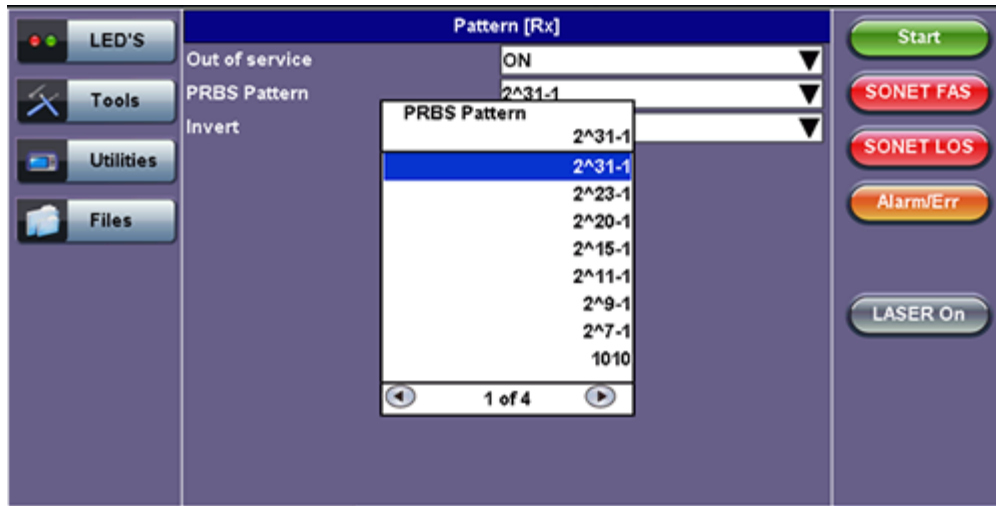 LED'S
Tools
Utilities
Files
Pattern [Rx]
Out of service ON
PRBS Pattern 2^31-1
Invert
PRBS Pattern
2^31-1
2^31-1
2^23-1
2^20-1
2^15-1
2^11-1
2^9-1
2^7-1
1010
1 of 4
Start
SONET FAS
SONET LOS
Alarm/Err
LASER On